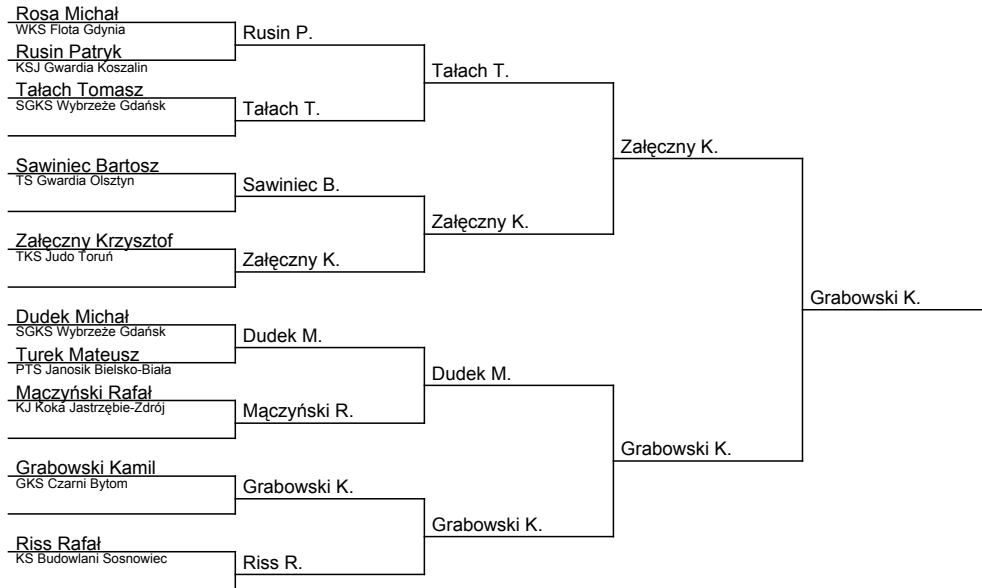 Rosa Michał
WKS Flota Gdynia
Rusin Patryk
KSJ Gwardia Koszalin
Tałach Tomasz
SGKS Wybrzeże Gdańsk
Sawiniec Bartosz
TS Gwardia Olsztyn
Załęczny Krzysztof
TKS Judo Toruń
Dudek Michał
SGKS Wybrzeże Gdańsk
Turek Mateusz
PTS Janosik Bielsko-Biała
Mączyński Rafał
KJ Koka Jastrzębie-Zdrój
Grabowski Kamil
GKS Czarni Bytom
Riss Rafał
KS Budowlani Sosnowiec
Rusin P.
Tałach T.
Sawiniec B.
Załęczny K.
Dudek M.
Mączyński R.
Grabowski K.
Riss R.
Tałach T.
Załęczny K.
Dudek M.
Grabowski K.
Załęczny K.
Grabowski K.
Grabowski K.